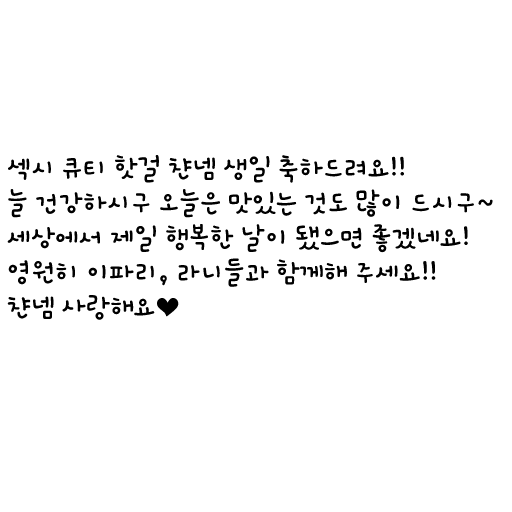 섹시 큐티 핫걸 챤넴 생일 축하드려요!!
늘 건강하시구 오늘은 맛있는 것도 많이 드시구~
세상에서 제일 행복한 날이 됐으면 좋겠네요!
영원히 이파리, 라니들과 함께해 주세요!!
챤넴 사랑해요♥